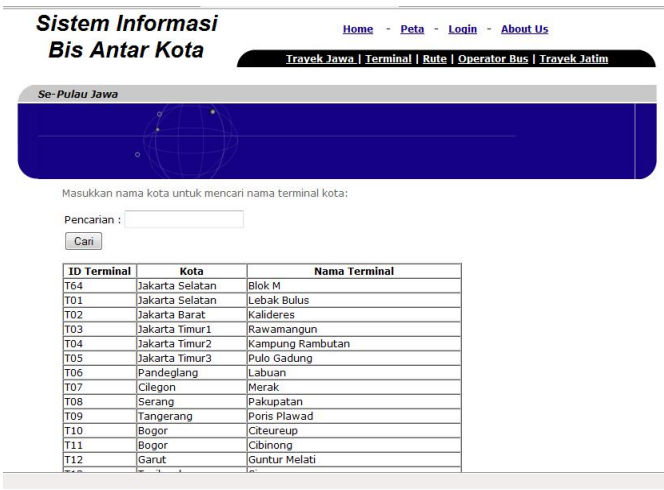 Sistem Informasi
Bis Antar Kota
Home - Peta - Login - About Us
Trayek Jawa | Terminal | Rute | Operator Bus | Trayek Jatim
Se-Pulau Jawa
Masukkan nama kota untuk mencari nama terminal kota:
Pencarian :
Cari
ID Terminal Kota Nama Terminal
T64 Jakarta Selatan Blok M
T01 Jakarta Selatan Lebak Bulus
T02 Jakarta Barat Kalideres
T03 Jakarta Timur1 Rawamangun
T04 Jakarta Timur2 Kampung Rambutan
T05 Jakarta Timur3 Pulo Gadung
T06 Pandeglang Labuan
T07 Cilegon Merak
T08 Serang Pakupatan
T09 Tangerang Poris Plawad
T10 Bogor Citeureup
T11 Bogor Cibinong
T12 Garut Guntur Melati